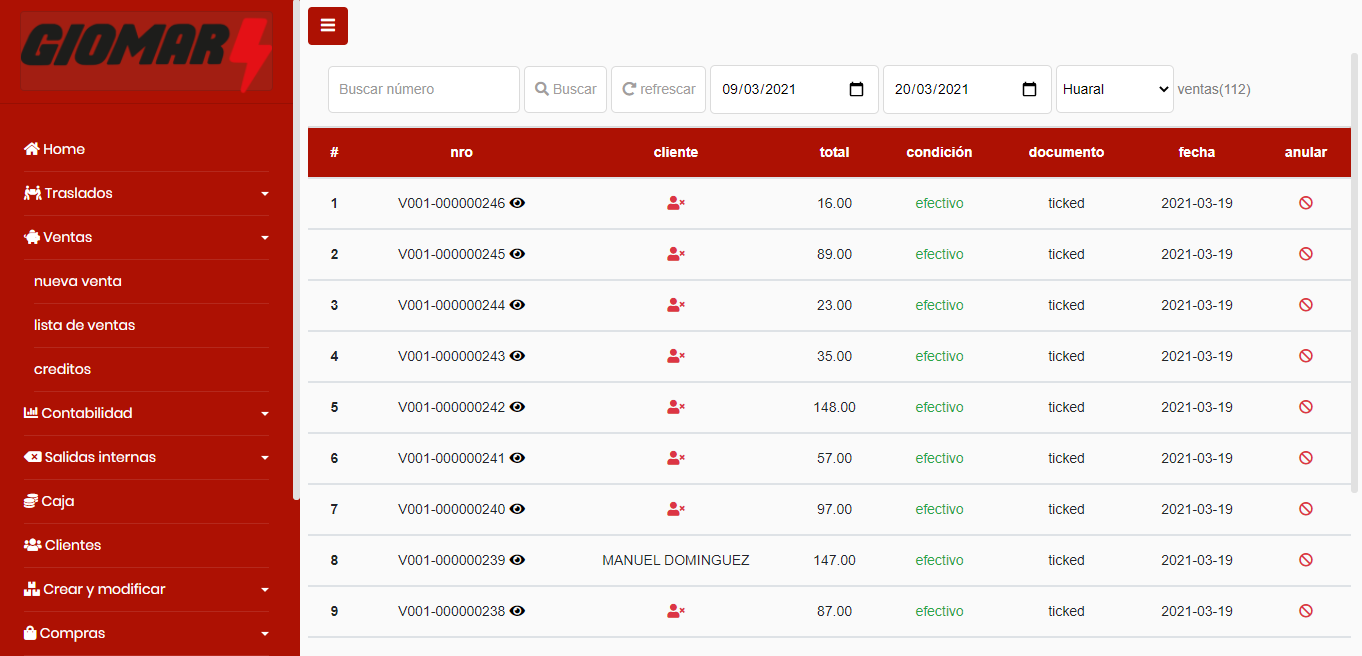 GIOMAR
Home
Traslados
Ventas
nueva venta
lista de ventas
creditos
Contabilidad
Salidas internas
Caja
Clientes
Crear y modificar
Compras
Buscar número Buscar refrescar 09/03/2021 20/03/2021 Huaral ventas(112)
# nro cliente total condición documento fecha anular
1 V001-000000246 16.00 efectivo ticked 2021-03-19
2 V001-000000245 89.00 efectivo ticked 2021-03-19
3 V001-000000244 23.00 efectivo ticked 2021-03-19
4 V001-000000243 35.00 efectivo ticked 2021-03-19
5 V001-000000242 148.00 efectivo ticked 2021-03-19
6 V001-000000241 57.00 efectivo ticked 2021-03-19
7 V001-000000240 97.00 efectivo ticked 2021-03-19
8 V001-000000239 MANUEL DOMINGUEZ 147.00 efectivo ticked 2021-03-19
9 V001-000000238 87.00 efectivo ticked 2021-03-19